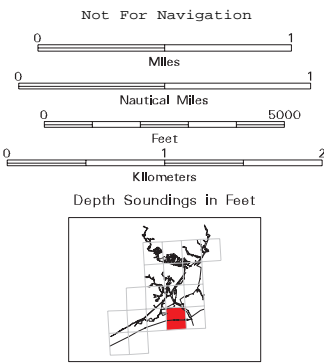 Not For Navigation
0 1
Miles
0 1
Nautical Miles
0 5000
Feet
0 1 2
Kilometers
Depth Soundings in Feet